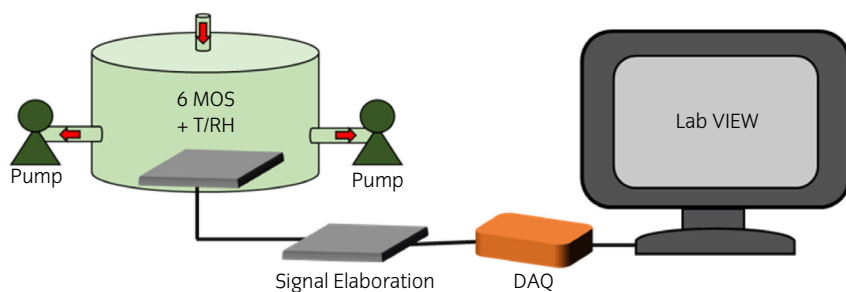 6 MOS
+ T/RH
Lab VIEW
Pump
Pump
Signal Elaboration
DAQ